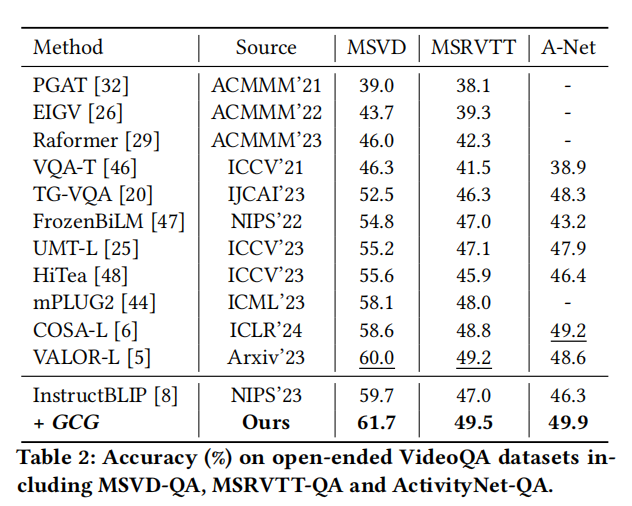 Method Source MSVD MSRVTT A-Net
PGAT [32] ACMMM’21 39.0 38.1 -
EIGV [26] ACMMM’22 43.7 39.3 -
Raformer [29] ACMMM’23 46.0 42.3 -
VQA-T [46] ICCV’21 46.3 41.5 38.9
TG-VQA [20] IJCAI’23 52.5 46.3 48.3
FrozenBiLM [47] NIPS’22 54.8 47.0 43.2
UMT-L [25] ICCV’23 55.2 47.1 47.9
HiTea [48] ICCV’23 55.6 45.9 46.4
mPLUG2 [44] ICML’23 58.1 48.0 -
COSA-L [6] ICLR’24 58.6 48.8 49.2
VALOR-L [5] Arxiv’23 60.0 49.2 48.6
InstructBLIP [8] NIPS’23 59.7 47.0 46.3
+ GCG Ours 61.7 49.5 49.9
Table 2: Accuracy (%) on open-ended VideoQA datasets in-
cluding MSVD-QA, MSRVTT-QA and ActivityNet-QA.